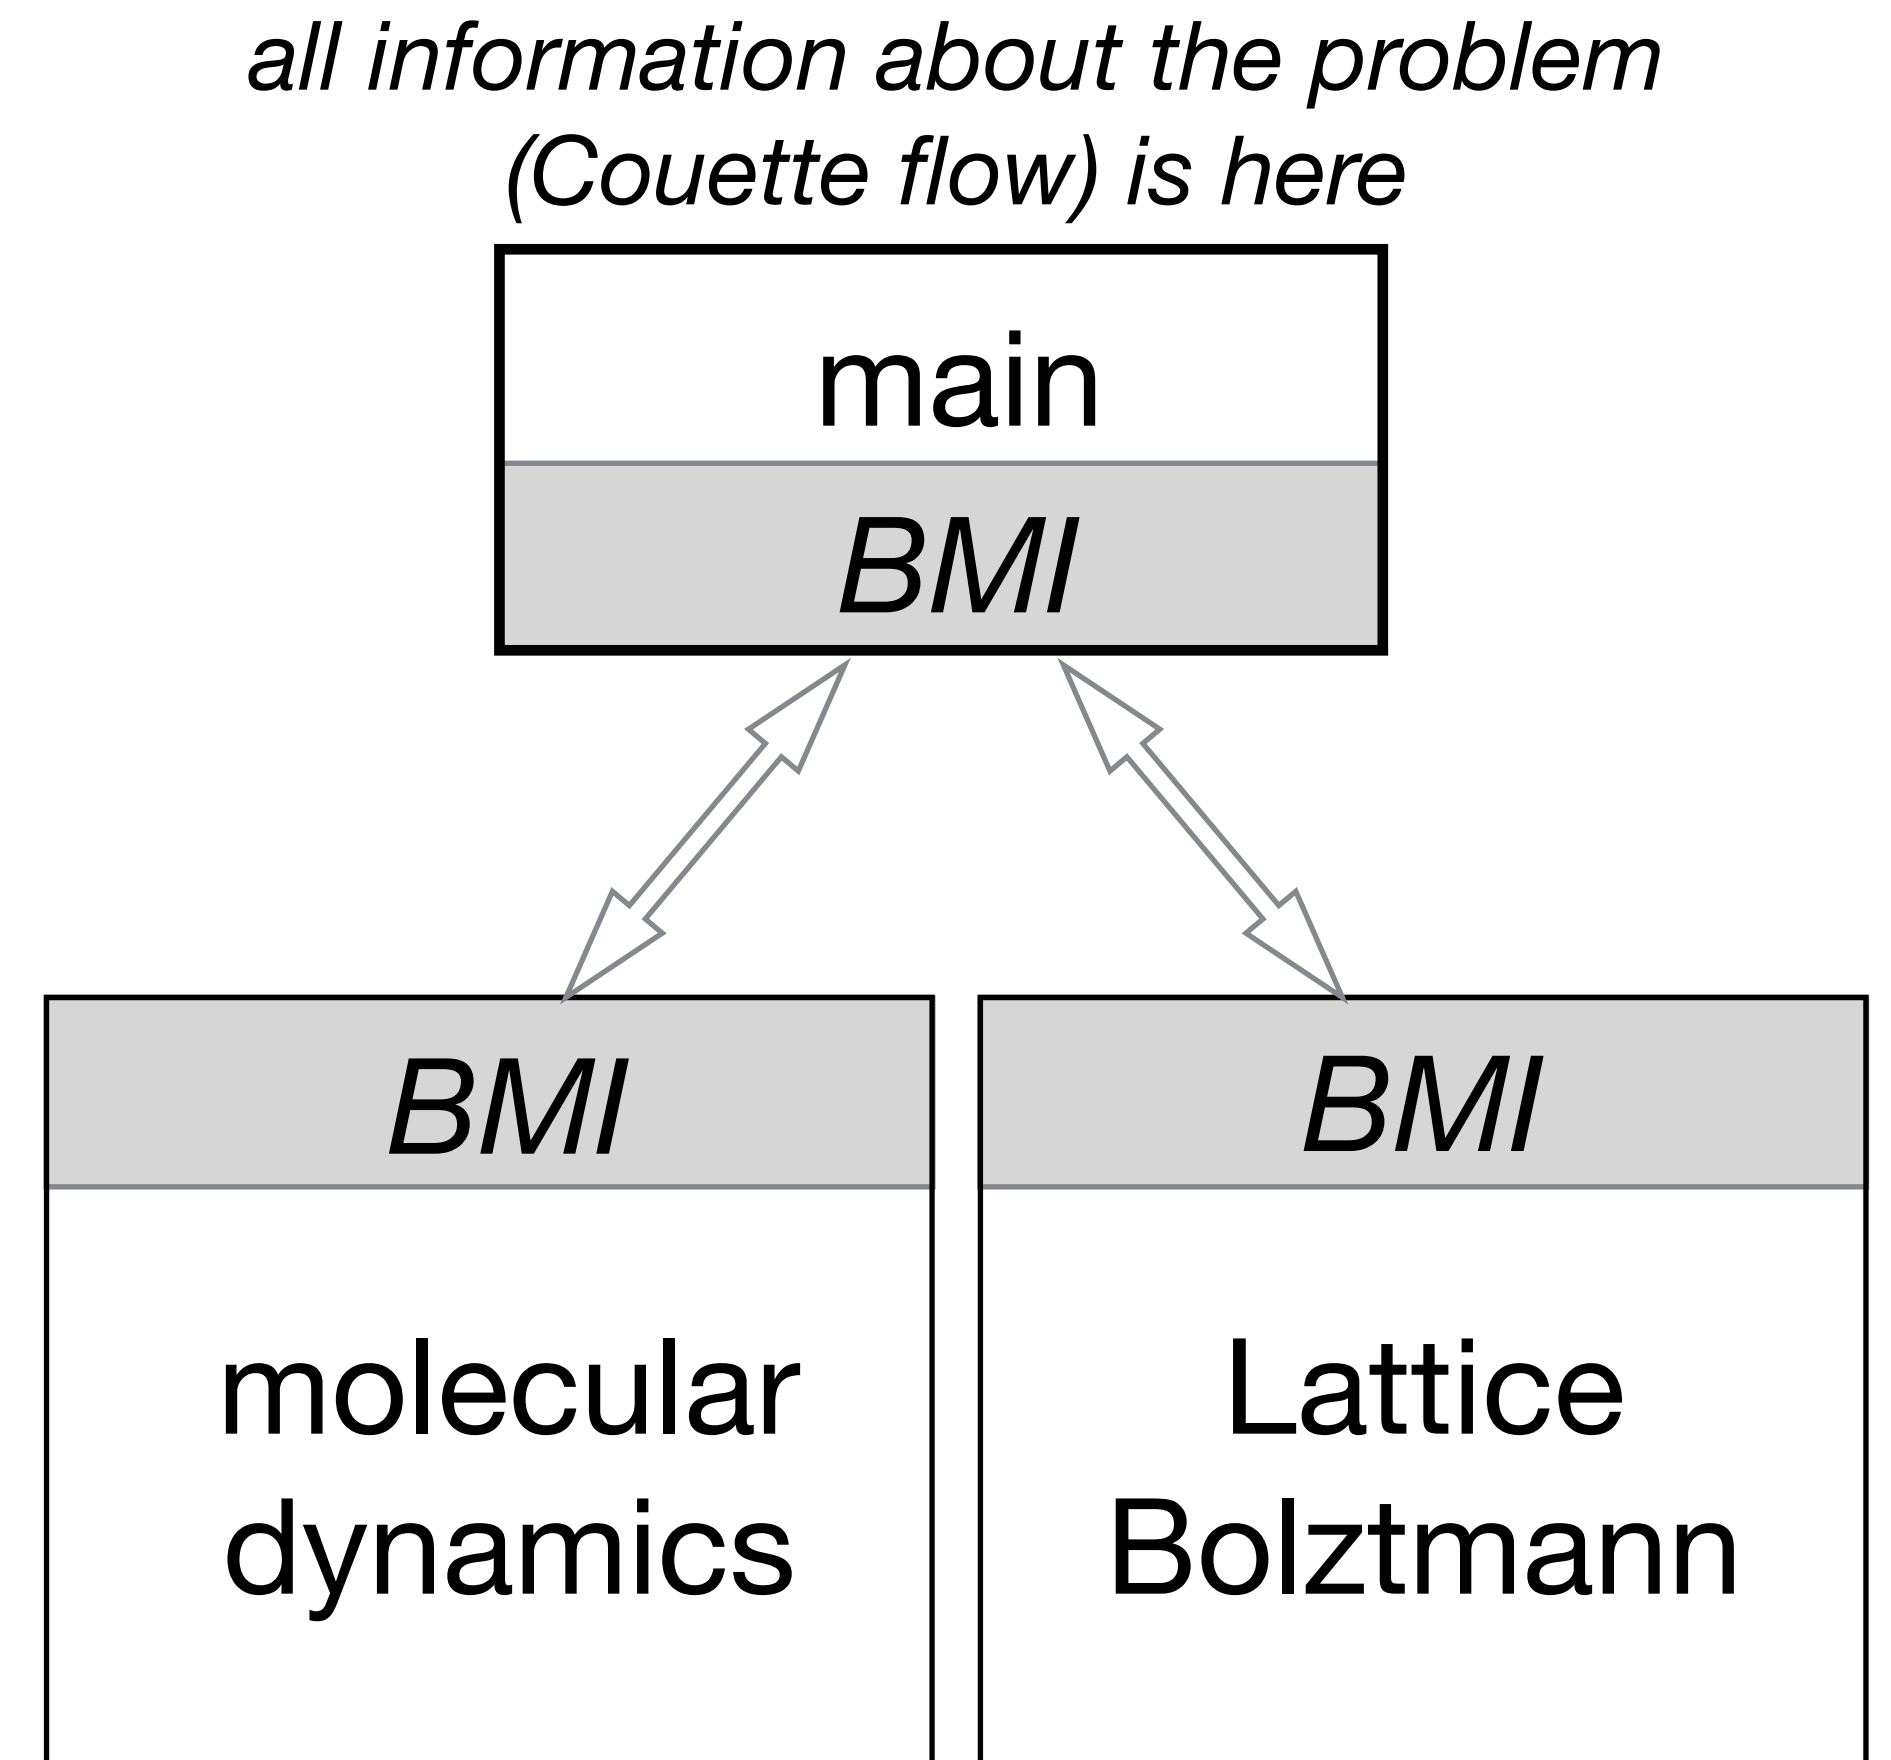 all information about the problem
(Couette flow) is here
main
BMI
BMI
BMI
molecular
dynamics
Lattice
Bolztmann